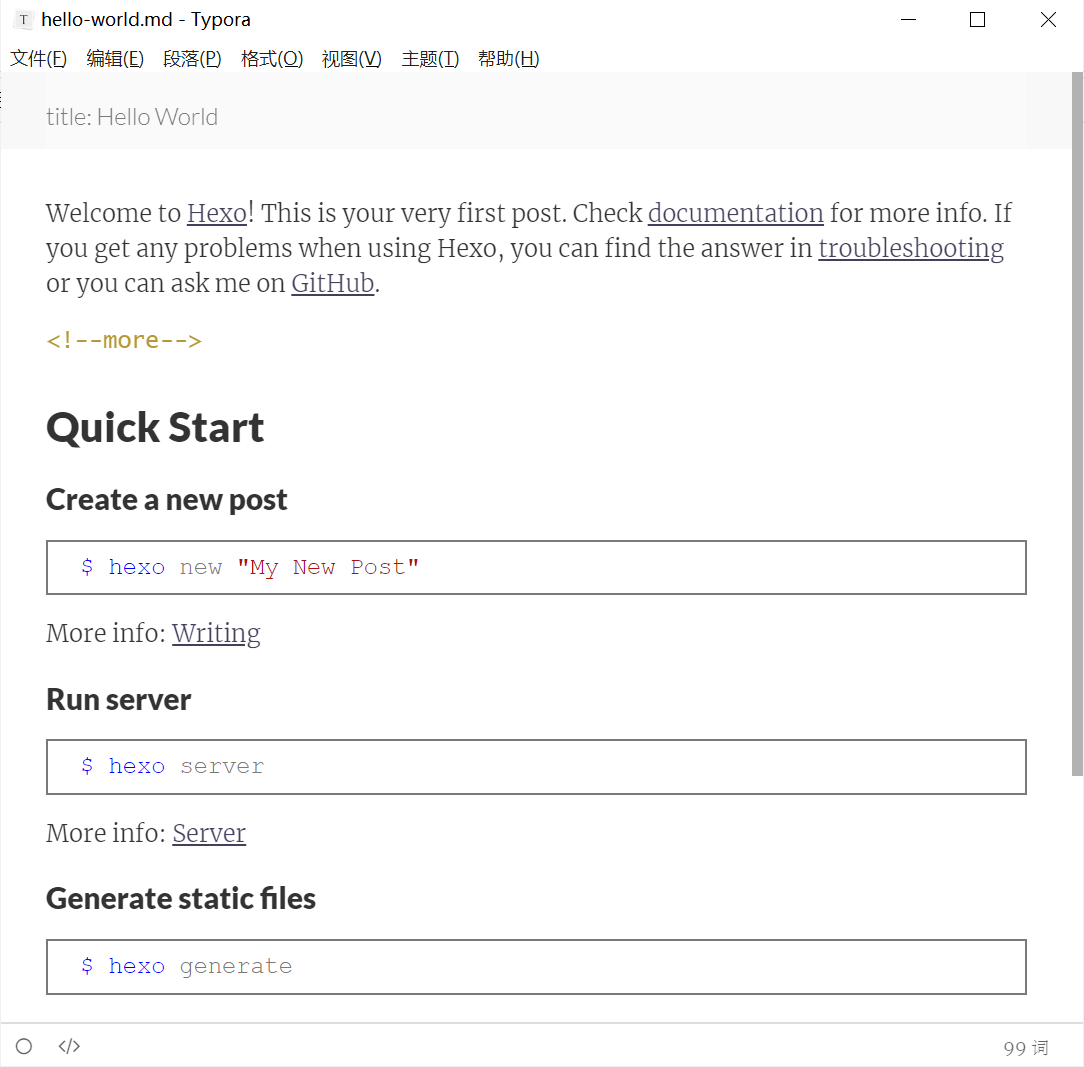 hello-world.md - Typora
文件(F) 编辑(E) 段落(P) 格式(O) 视图(V) 主题(T) 帮助(H)
title: Hello World
Welcome to Hexo! This is your very first post. Check documentation for more info. If
you get any problems when using Hexo, you can find the answer in troubleshooting
or you can ask me on GitHub.
<!--more-->
Quick Start
Create a new post
$ hexo new "My New Post"
More info: Writing
Run server
$ hexo server
More info: Server
Generate static files
$ hexo generate
</> 99 词